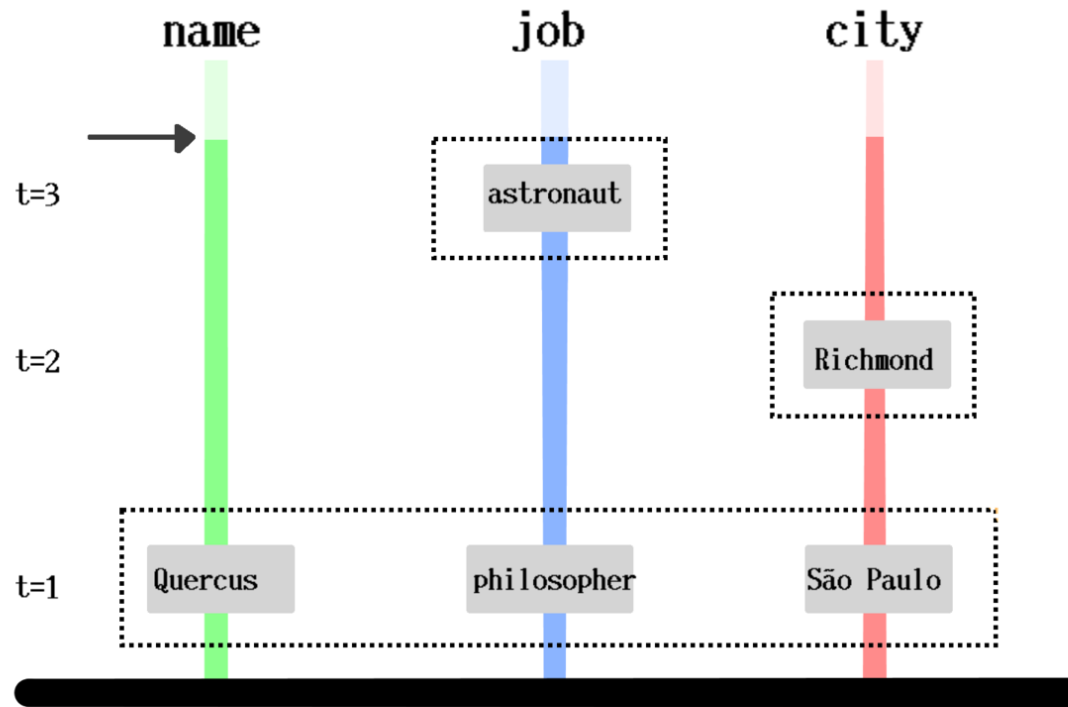 name job city
t=3 astronaut
t=2 Richmond
t=1 Quercus philosopher São Paulo